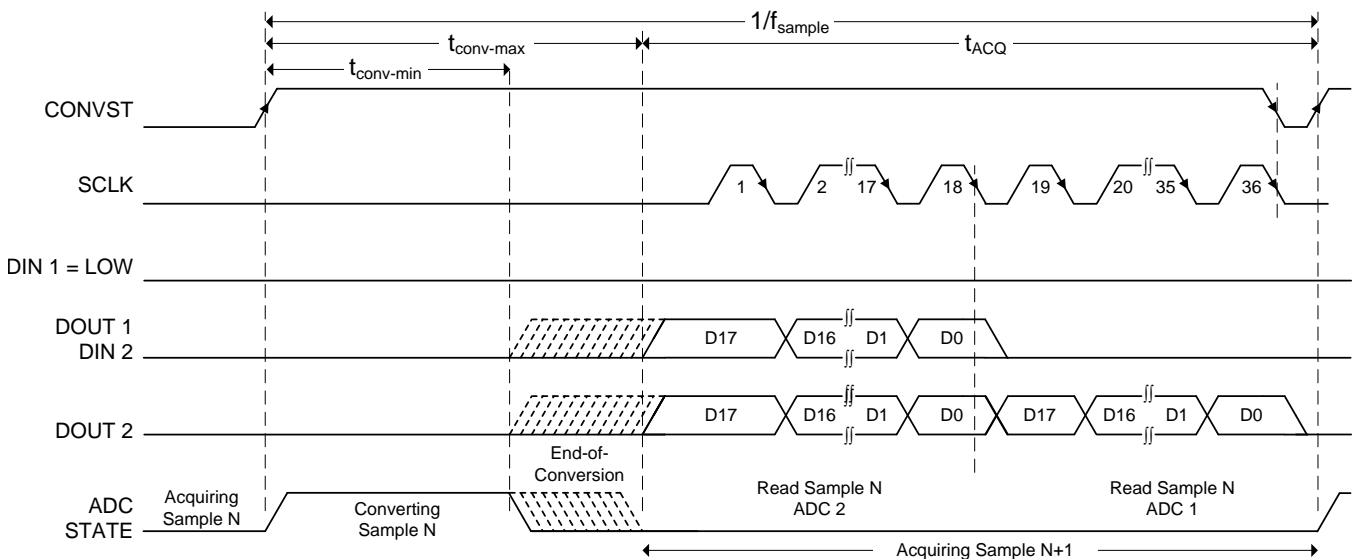 1/fsample
tconv-max
tACQ
tconv-min
CONVST
SCLK
1 2 ∫∫ 17 18 19 20 ∫∫ 35 36
DIN 1 = LOW
DOUT 1
DIN 2
D17 D16 ∫∫ D1 D0
DOUT 2
D17 D16 ∫∫ D1 D0 D17 D16 ∫∫ D1 D0
End-of-
Conversion
ADC
STATE
Acquiring
Sample N
Converting
Sample N
Read Sample N
ADC 2
Read Sample N
ADC 1
Acquiring Sample N+1